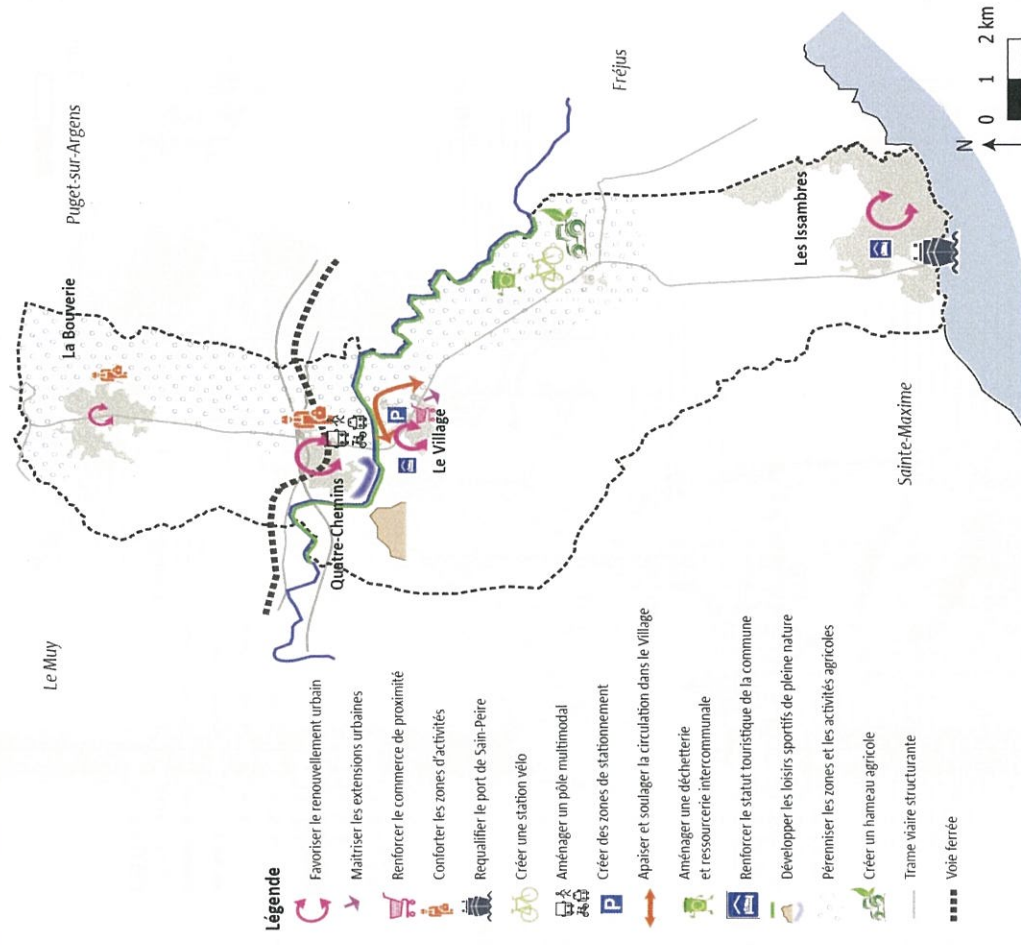 Puget-sur-Argens
La Bouverie
Le Muy
Fréjus
Quatre-Chemins
P
Le Village
Les Issambres
Sainte-Maxime
N
0 1 2 km
Légende
Favoriser le renouvellement urbain
Maîtriser les extensions urbaines
Renforcer le commerce de proximité
Conforter les zones d'activités
Requalifier le port de San-Peire
Créer une station vélo
Aménager un pôle multimodal
P
Créer des zones de stationnement
Apaiser et soulager la circulation dans le Village
Aménager une déchetterie
et ressourcerie intercommunale
Renforcer le statut touristique de la commune
Développer les loisirs sportifs de pleine nature
Pérenniser les zones et les activités agricoles
Créer un hameau agricole
Trame viaire structurante
Voie ferrée